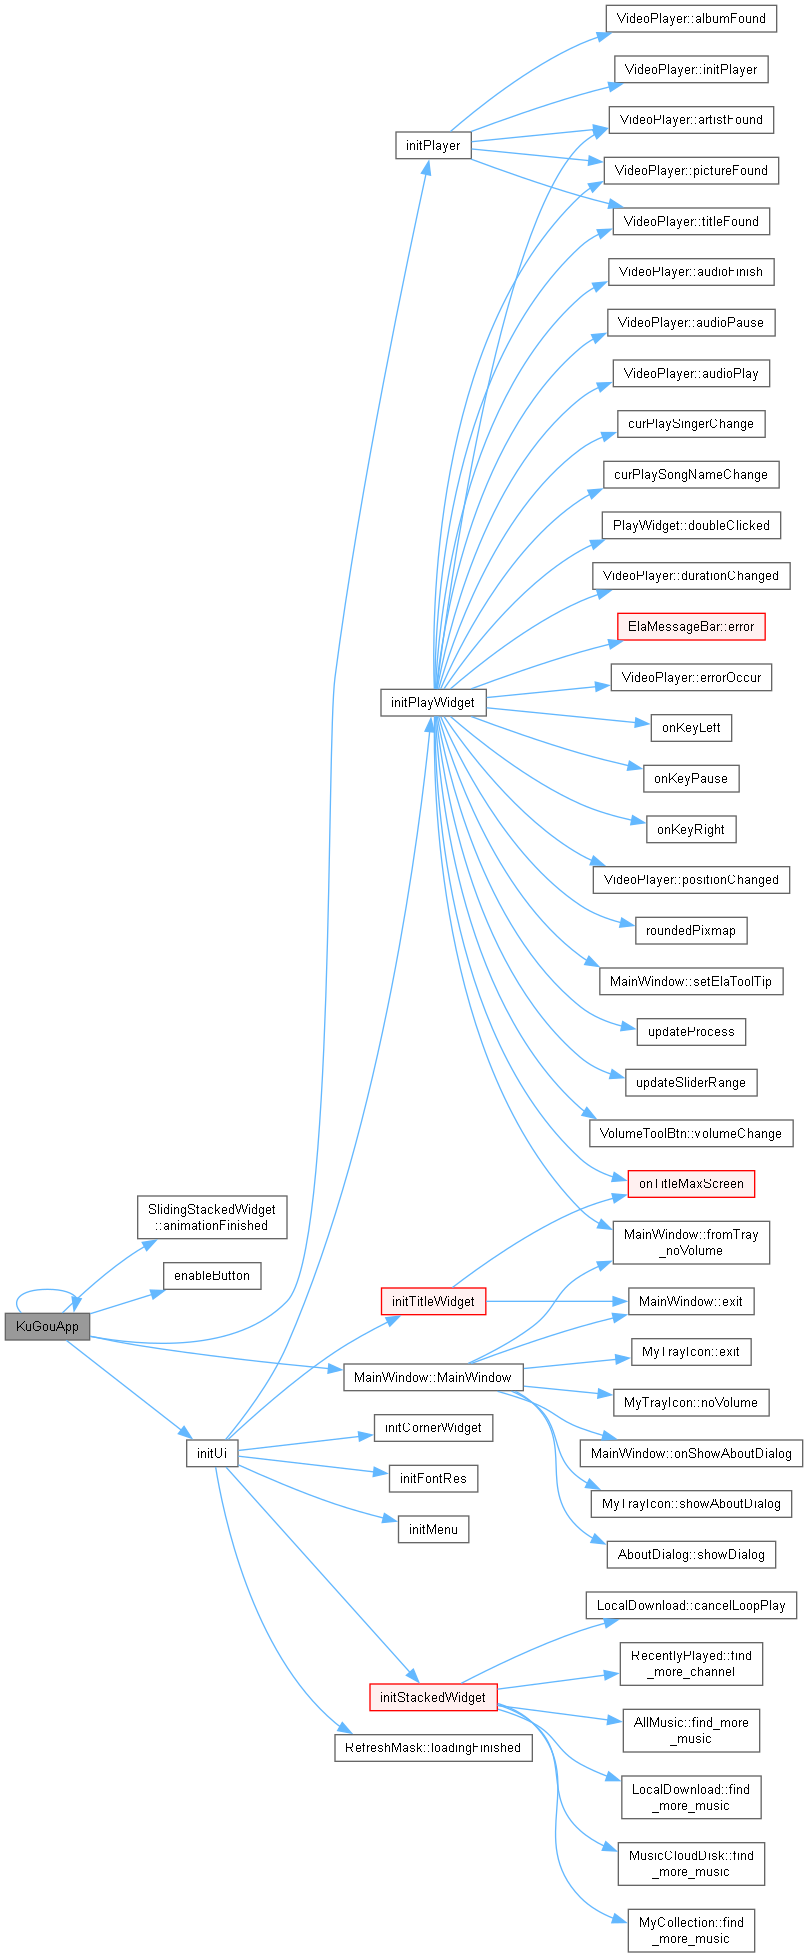 VideoPlayer::albumFound
VideoPlayer::initPlayer
VideoPlayer::artistFound
initPlayer
VideoPlayer::pictureFound
VideoPlayer::titleFound
VideoPlayer::audioFinish
VideoPlayer::audioPause
VideoPlayer::audioPlay
curPlaySingerChange
curPlaySongNameChange
PlayWidget::doubleClicked
VideoPlayer::durationChanged
ElaMessageBar::error
VideoPlayer::errorOccur
initPlayWidget
onKeyLeft
onKeyPause
onKeyRight
VideoPlayer::positionChanged
roundedPixmap
MainWindow::setElaToolTip
updateProcess
updateSliderRange
VolumeToolBtn::volumeChange
onTitleMaxScreen
SlidingStackedWidget
::animationFinished
MainWindow::fromTray
_noVolume
enableButton
initTitleWidget
MainWindow::exit
KuGouApp
MyTrayIcon::exit
MainWindow::MainWindow
MyTrayIcon::noVolume
initCornerWidget
initUi
MainWindow::onShowAboutDialog
initFontRes
MyTrayIcon::showAboutDialog
initMenu
AboutDialog::showDialog
LocalDownload::cancelLoopPlay
RecentlyPlayed::find
_more_channel
initStackedWidget
AllMusic::find_more
_music
RefreshMask::loadingFinished
LocalDownload::find
_more_music
MusicCloudDisk::find
_more_music
MyCollection::find
_more_music